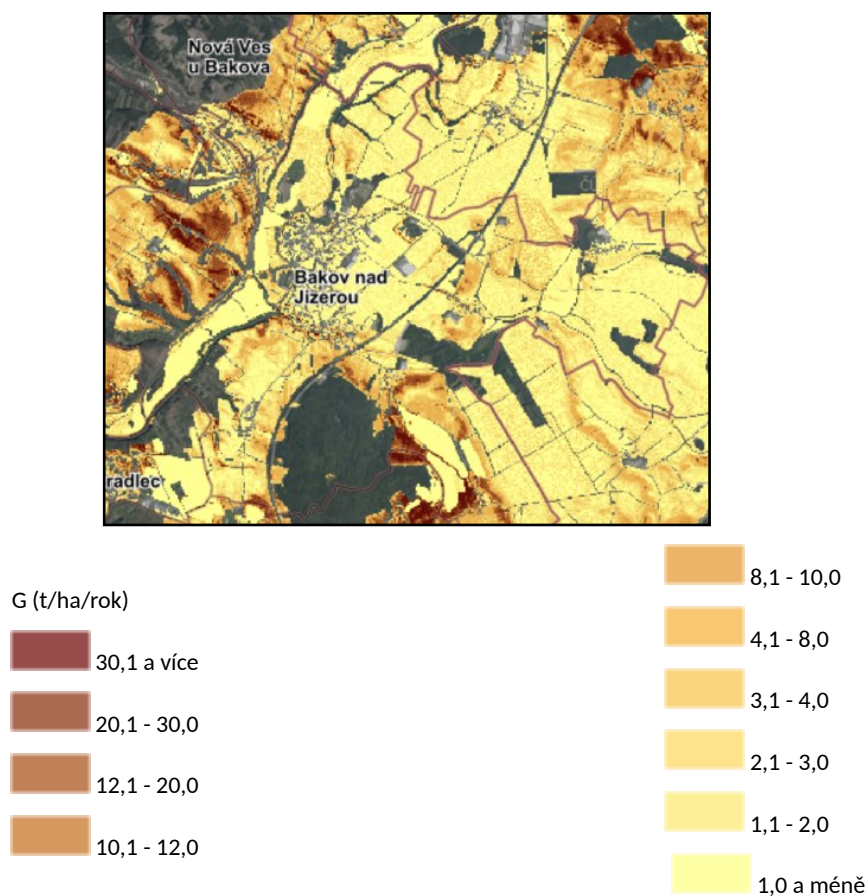 Nová Ves
u Bakova
Bakov nad
Jizerou
radlec
G (t/ha/rok)
30,1 a více
20,1 - 30,0
12,1 - 20,0
10,1 - 12,0
8,1 - 10,0
4,1 - 8,0
3,1 - 4,0
2,1 - 3,0
1,1 - 2,0
1,0 a méně